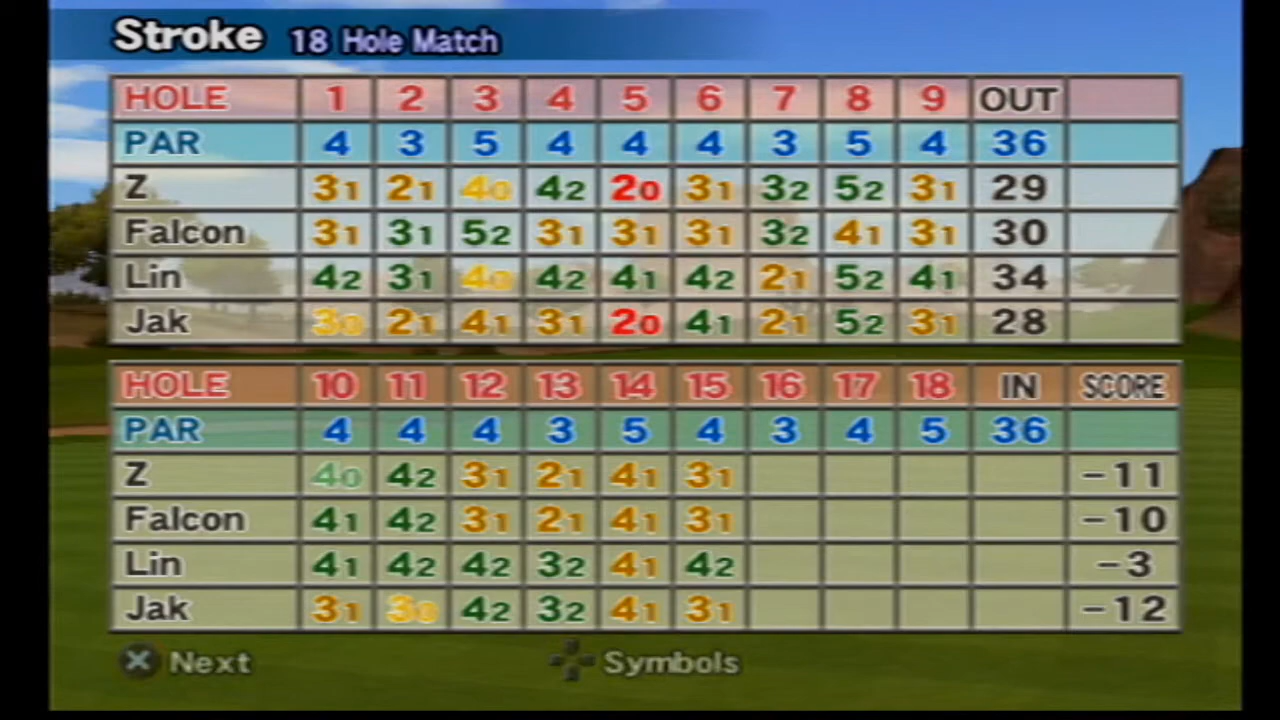 Stroke 18 Hole Match
HOLE 1 2 3 4 5 6 7 8 9 OUT
PAR 4 3 5 4 4 4 3 5 4 36
Z 31 21 40 42 20 31 32 52 31 29
Falcon 31 31 52 31 31 31 32 41 31 30
Lin 42 31 40 42 41 42 21 52 41 34
Jak 30 21 41 31 20 41 21 52 31 28
HOLE 10 11 12 13 14 15 16 17 18 IN SCORE
PAR 4 4 4 3 5 4 3 4 5 36
Z 40 42 31 21 41 31 -11
Falcon 41 42 31 21 41 31 -10
Lin 41 42 42 32 41 42 -3
Jak 31 30 42 32 41 31 -12
Next Symbols